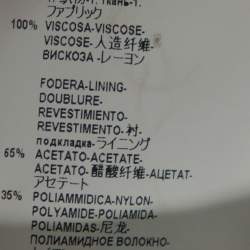 ТКАНЬ-1.
ファブリック
100% VISCOSA-VISCOSE-
VISCOSE-人造纤维-
ВИСКОЗА-レーヨン
FODERA-LINING-
DOUBLURE-
REVESTIMIENTO-
REVESTIMENTO-衬-
подкладка-ライニング
65% ACETATO-ACETATE-
ACETATO-醋酸纤维-АЦЕТАТ-
アセテート
35% POLIAMMIDICA-NYLON-
POLYAMIDE-POLIAMIDA-
POLIAMIDAS-尼龙-
ПОЛИАМИДНОЕ ВОЛОКНО-